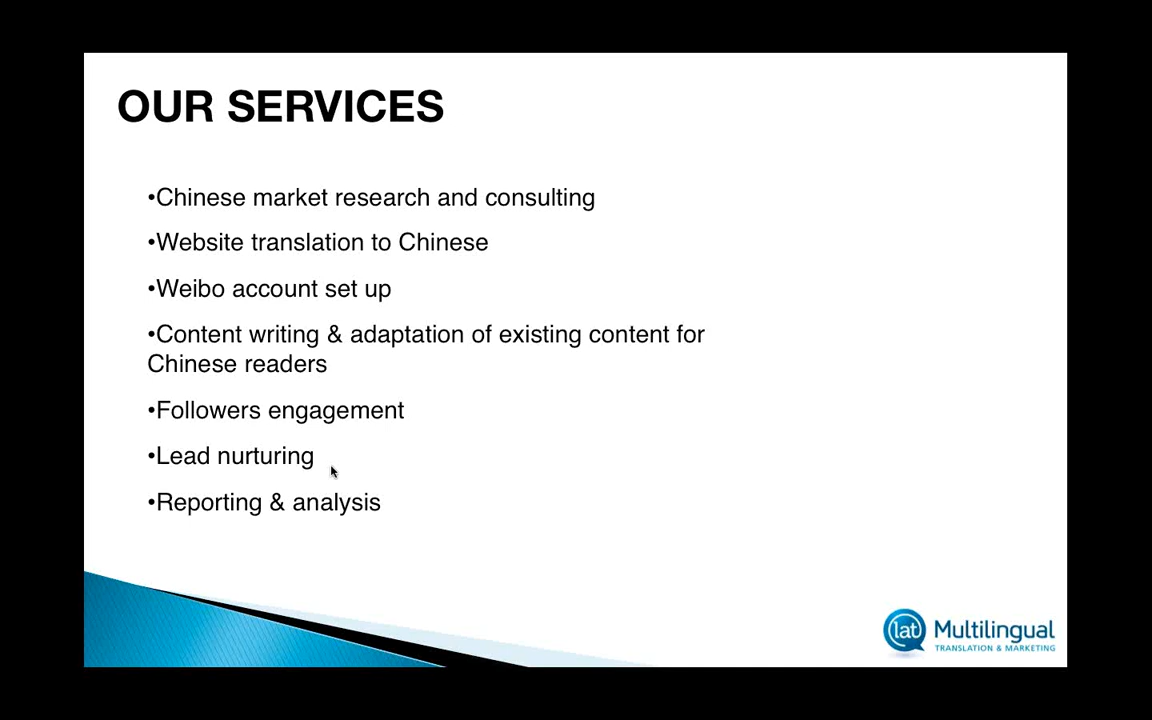 OUR SERVICES
•Chinese market research and consulting
•Website translation to Chinese
•Weibo account set up
•Content writing & adaptation of existing content for
Chinese readers
•Followers engagement
•Lead nurturing
•Reporting & analysis
lat Multilingual
TRANSLATION & MARKETING